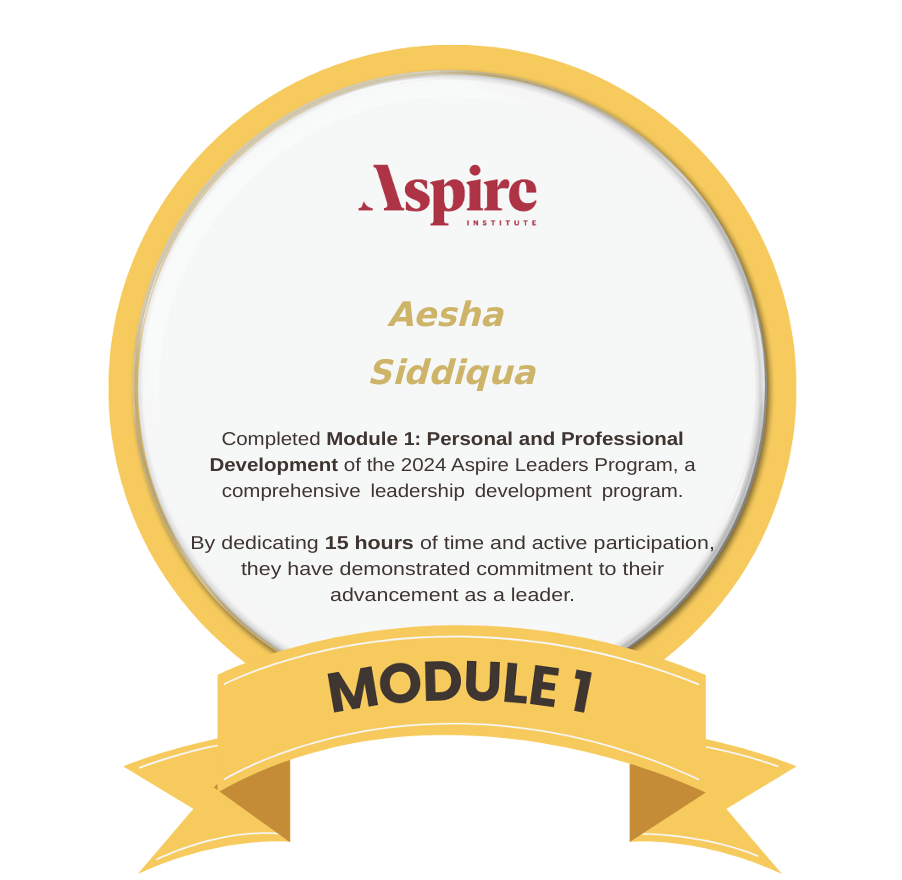 Aspire
INSTITUTE
Aesha
Siddiqua
Completed Module 1: Personal and Professional
Development of the 2024 Aspire Leaders Program, a
comprehensive leadership development program.
By dedicating 15 hours of time and active participation,
they have demonstrated commitment to their
advancement as a leader.
MODULE 1